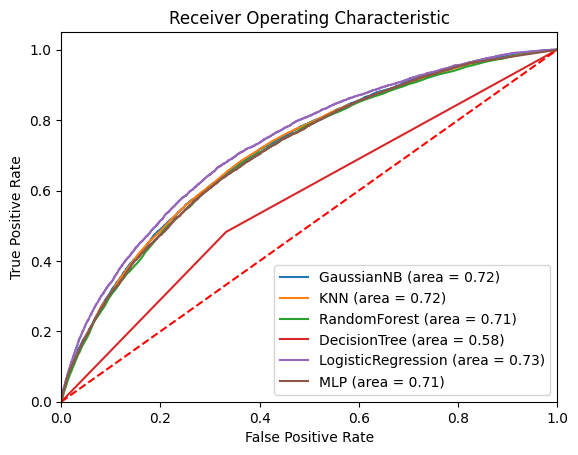 Receiver Operating Characteristic
True Positive Rate
1.0
0.8
0.6
0.4
0.2
0.0
GaussianNB (area = 0.72)
KNN (area = 0.72)
RandomForest (area = 0.71)
DecisionTree (area = 0.58)
LogisticRegression (area = 0.73)
MLP (area = 0.71)
0.0 0.2 0.4 0.6 0.8 1.0
False Positive Rate